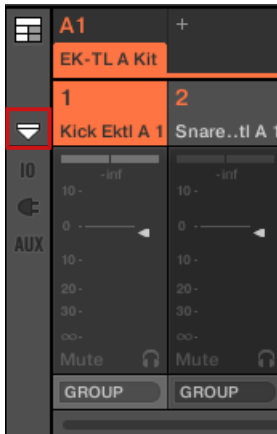 A1 +
EK-TL A Kit
1 2
Kick Ektl A 1 Snare..tl A 1
-inf -inf
10- 10-
0 - 0 -
10- 10-
20- 20-
30- 30-
∞- ∞-
Mute Mute
GROUP GROUP
IO
AUX